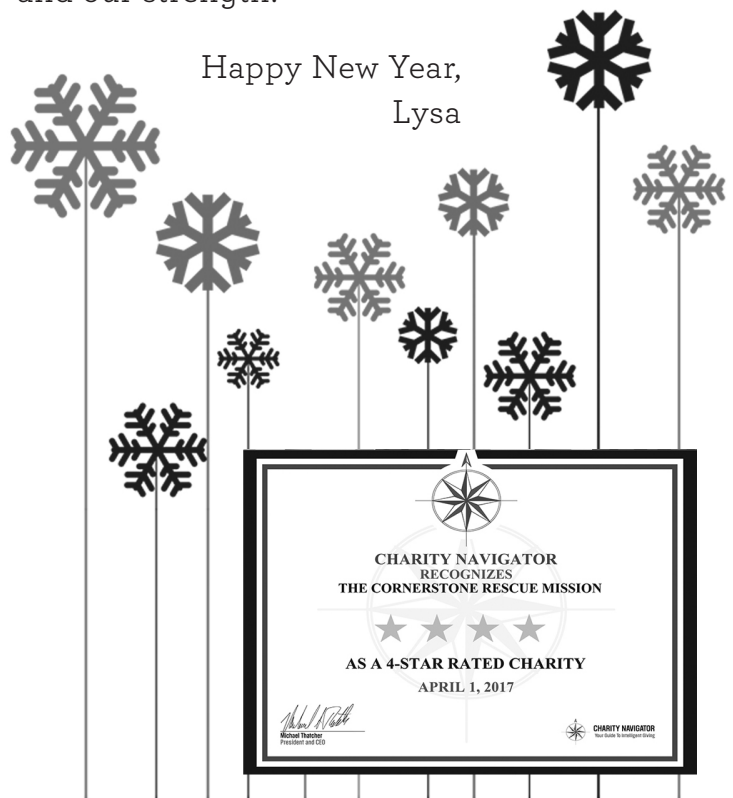 and our strength.
Happy New Year,
Lysa
CHARITY NAVIGATOR
RECOGNIZES
THE CORNERSTONE RESCUE MISSION
AS A 4-STAR RATED CHARITY
APRIL 1, 2017
Michael Thatcher
President and CEO
CHARITY NAVIGATOR
Your Guide To Intelligent Giving